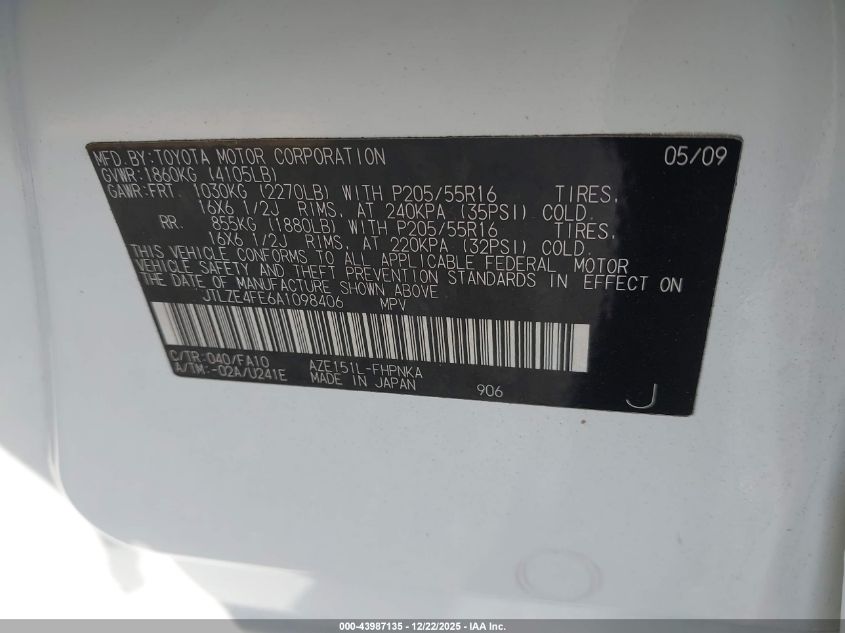 MFD.BY:TOYOTA MOTOR CORPORATION 05/09
GVWR:1860KG (4105LB)
GAWR:FRT. 1030KG (2270LB) WITH P205/55R16 TIRES,
16X6 1/2J RIMS, AT 240KPA (35PSI) COLD.
RR. 855KG (1880LB) WITH P205/55R16 TIRES,
16X6 1/2J RIMS, AT 220KPA (32PSI) COLD.
THIS VEHICLE CONFORMS TO ALL APPLICABLE FEDERAL MOTOR
VEHICLE SAFETY AND THEFT PREVENTION STANDARDS IN EFFECT ON
THE DATE OF MANUFACTURE SHOWN ABOVE.
JTLZE4FE6A1098406 MPV
C/TR:040/FA10 AZE151L-FHPNKA
A/TM:-02A/U241E MADE IN JAPAN 906 J
000-43987135 - 12/22/2025 - IAA Inc.